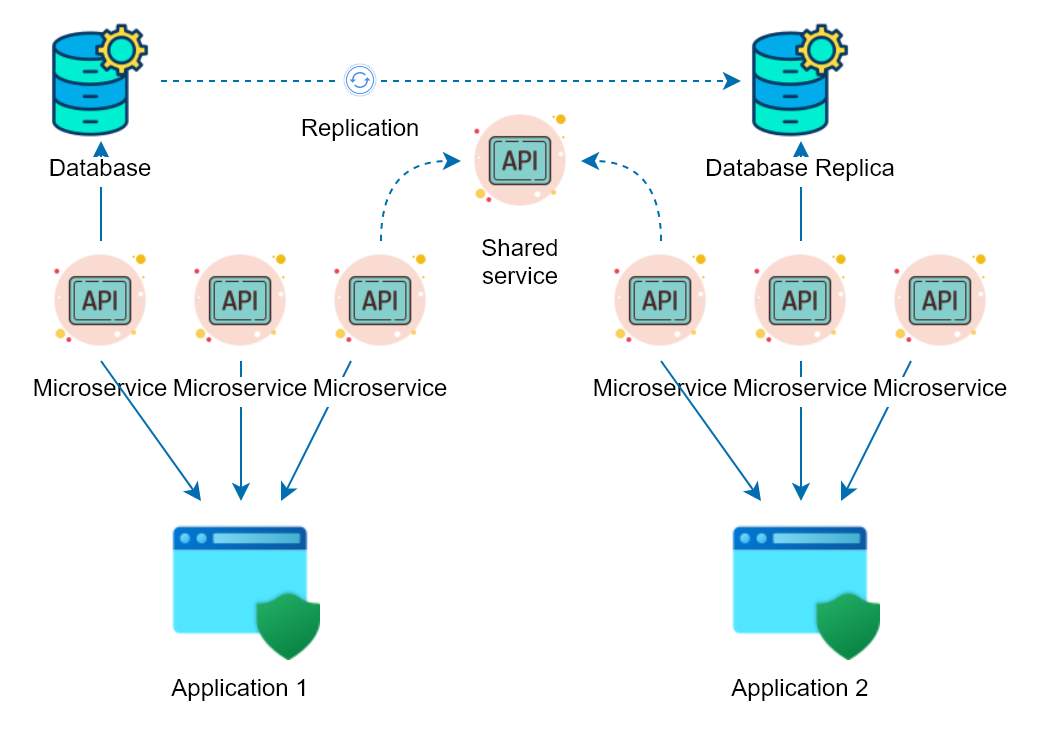 Replication
API
Database
Database Replica
Shared
service
API
API
API
API
API
API
Microservice
Microservice
Microservice
Microservice
Microservice
Microservice
Application 1
Application 2